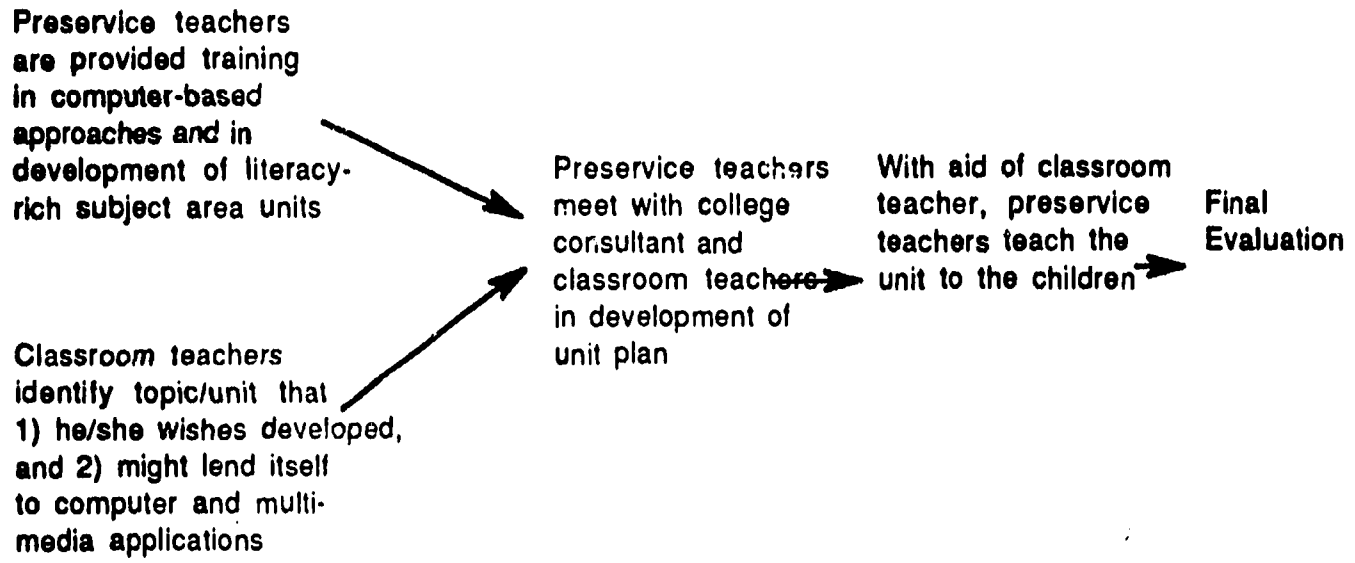 Preservice teachers
are provided training
in computer-based
approaches and in
development of literacy-
rich subject area units
Classroom teachers
identify topic/unit that
1) he/she wishes developed,
and 2) might lend itself
to computer and multi-
media applications
Preservice teachers
meet with college
consultant and
classroom teachers
in development of
unit plan
With aid of classroom
teacher, preservice
teachers teach the
unit to the children
Final
Evaluation